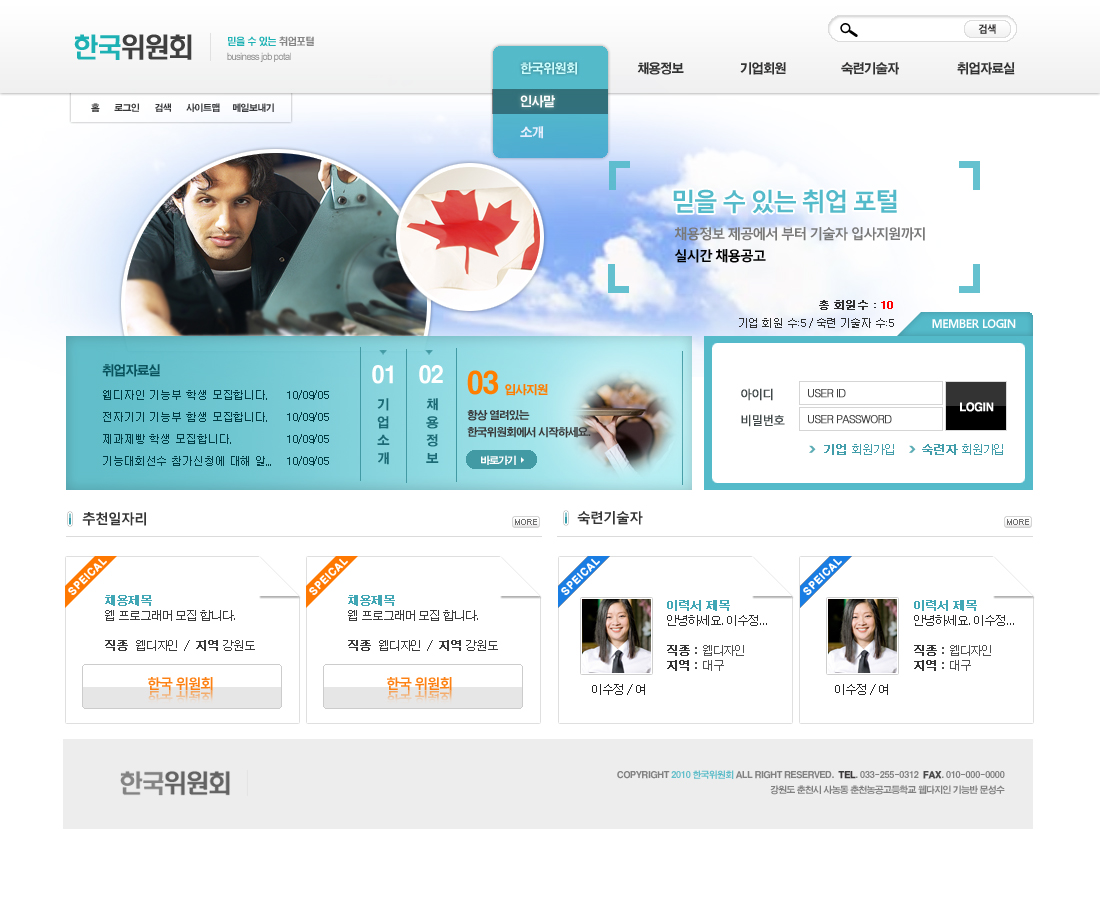 한국위원회
믿을 수 있는 취업포털
business job potal
검색
한국위원회
채용정보
기업회원
숙련기술자
취업자료실
인사말
소개
홈 로그인 검색 사이트맵 메일보내기
믿을 수 있는 취업 포털
채용정보 제공에서 부터 기술자 입사지원까지
실시간 채용공고
총 회원수 : 10
기업 회원 수:5 / 숙련 기술자 수:5
MEMBER LOGIN
취업자료실
웹디자인 기능부 학생 모집합니다. 10/09/05
전자기기 기능부 합생 모집합니다. 10/09/05
제과제빵 학생 모집합니다. 10/09/05
기능대회선수 참가신청에 대해 알... 10/09/05
01
기업소개
02
채용정보
03 입사지원
항상 열려있는
한국위원회에서 시작하세요.
바로가기
아이디
USER ID
비밀번호
USER PASSWORD
LOGIN
기업 회원가입
숙련자 회원가입
추천일자리
MORE
숙련기술자
MORE
SPEICAL
채용제목
웹 프로그래머 모집 합니다.
직종 웹디자인 / 지역 강원도
한국 위원회
SPEICAL
채용제목
웹 프로그래머 모집 합니다.
직종 웹디자인 / 지역 강원도
한국 위원회
SPEICAL
이력서 제목
안녕하세요. 이수정...
직종 : 웹디자인
지역 : 대구
이수정 / 여
SPEICAL
이력서 제목
안녕하세요. 이수정...
직종 : 웹디자인
지역 : 대구
이수정 / 여
한국위원회
COPYRIGHT 2010 한국위원회 ALL RIGHT RESERVED. TEL. 033-255-0312 FAX. 010-000-0000
강원도 춘천시 사농동 춘천농공고등학교 웹다지인 기능반 문성수